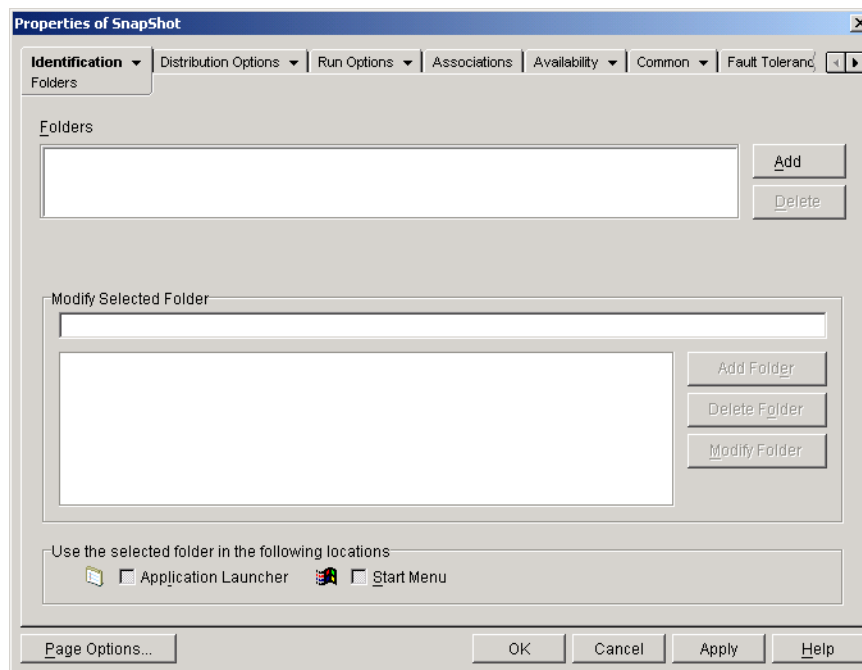 Properties of SnapShot
Identification Distribution Options Run Options Associations Availability Common Fault Toleranc
Folders
Folders
Add
Delete
Modify Selected Folder
Add Folder
Delete Folder
Modify Folder
Use the selected folder in the following locations
Application Launcher Start Menu
Page Options... OK Cancel Apply Help